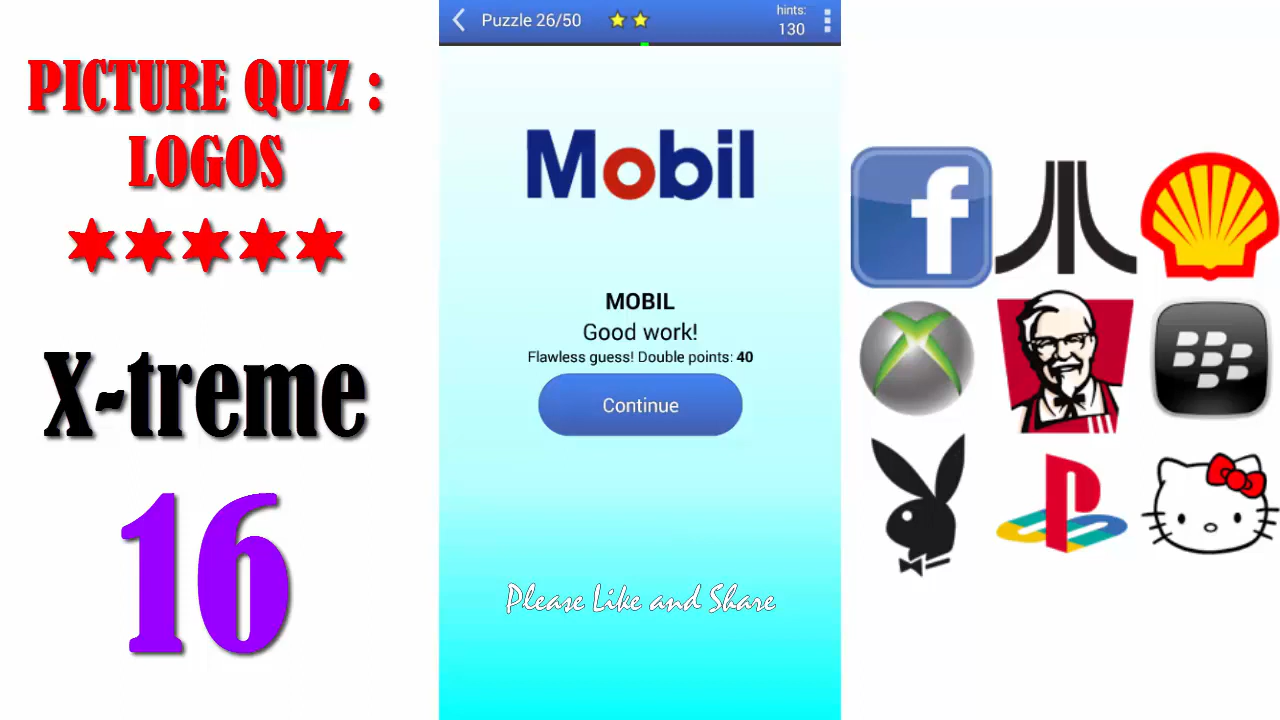 PICTURE QUIZ :
LOGOS
X-treme
16
Puzzle 26/50
hints:
130
Mobil
MOBIL
Good work!
Flawless guess! Double points: 40
Continue
Please Like and Share
f